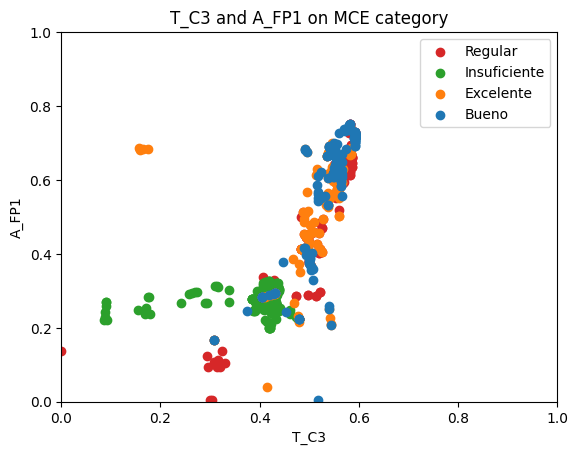 T_C3 and A_FP1 on MCE category
Regular
Insuficiente
Excelente
Bueno
A_FP1
1.0
0.8
0.6
0.4
0.2
0.0
0.0 0.2 0.4 0.6 0.8 1.0
T_C3